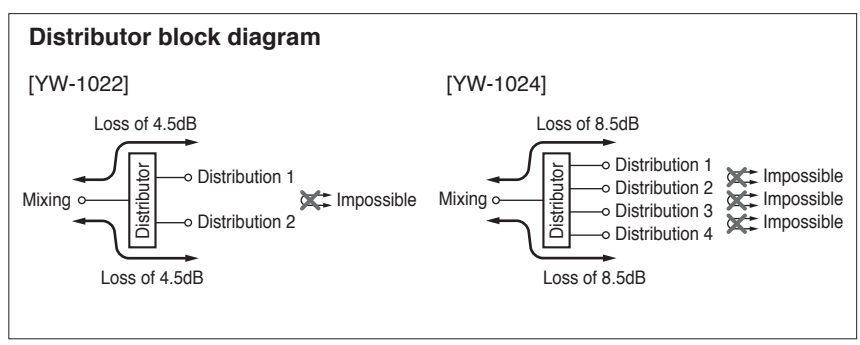 Distributor block diagram
[YW-1022]
Loss of 4.5dB
Mixing
Distributor
Distribution 1
Distribution 2
Impossible
Loss of 4.5dB
[YW-1024]
Loss of 8.5dB
Mixing
Distributor
Distribution 1
Distribution 2
Distribution 3
Distribution 4
Impossible
Impossible
Impossible
Loss of 8.5dB